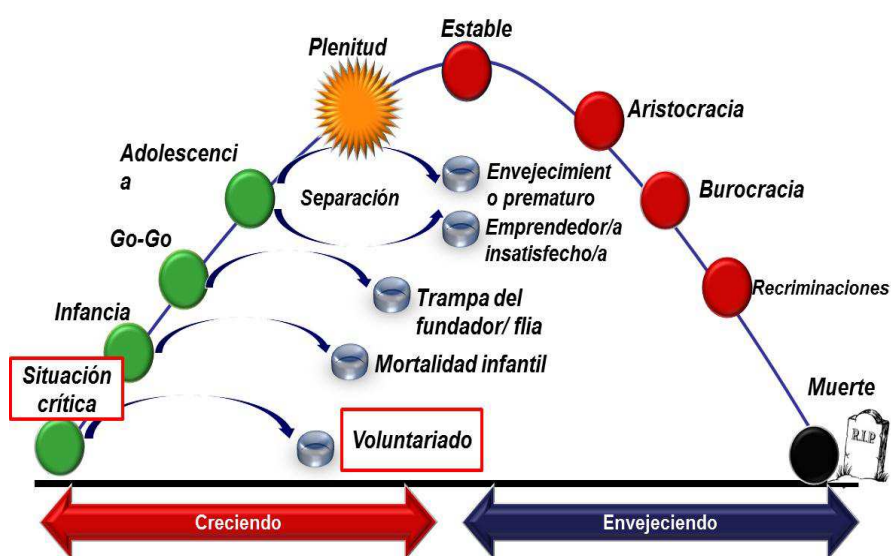 Estable
Plenitud
Aristocracia
Adolescenci
a
Envejecimient
o prematuro
Separación
Burocracia
Emprendedor/a
insatisfecho/a
Go-Go
Trampa del
fundador/ flia
Recriminaciones
Infancia
Mortalidad infantil
Situación
crítica
Muerte
Voluntariado
R.I.P
Creciendo
Envejeciendo